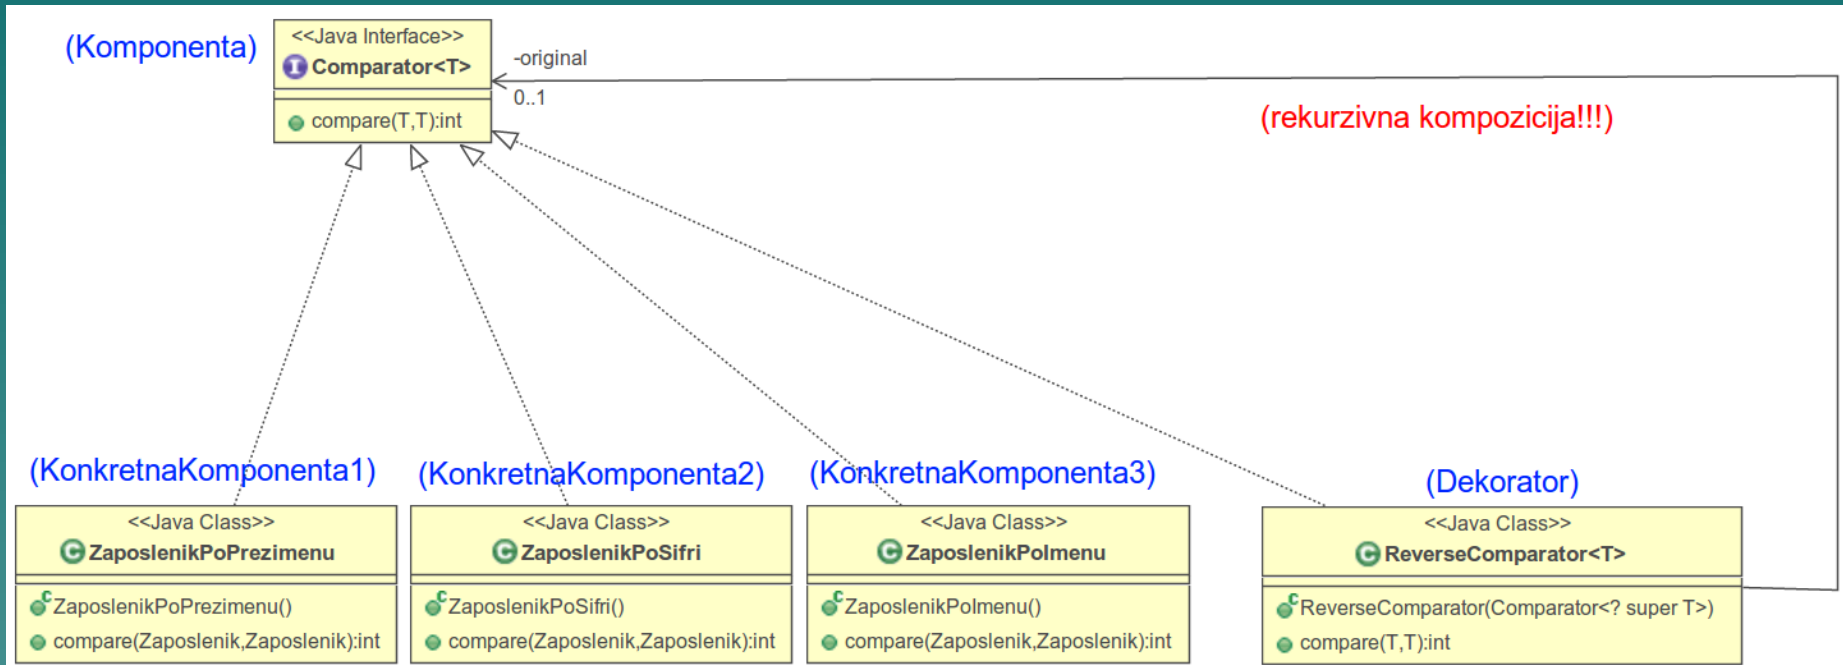 (Komponenta)
<<Java Interface>>
I Comparator<T>
compare(T,T):int
-original
0..1
(rekurzivna kompozicija!!!)
(KonkretnaKomponenta1)
<<Java Class>>
C ZaposlenikPoPrezimenu
c ZaposlenikPoPrezimenu()
compare(Zaposlenik,Zaposlenik):int
(KonkretnaKomponenta2)
<<Java Class>>
C ZaposlenikPoSifri
c ZaposlenikPoSifri()
compare(Zaposlenik,Zaposlenik):int
(KonkretnaKomponenta3)
<<Java Class>>
C ZaposlenikPoImenu
c ZaposlenikPoImenu()
compare(Zaposlenik,Zaposlenik):int
(Dekorator)
<<Java Class>>
C ReverseComparator<T>
c ReverseComparator(Comparator<? super T>)
compare(T,T):int